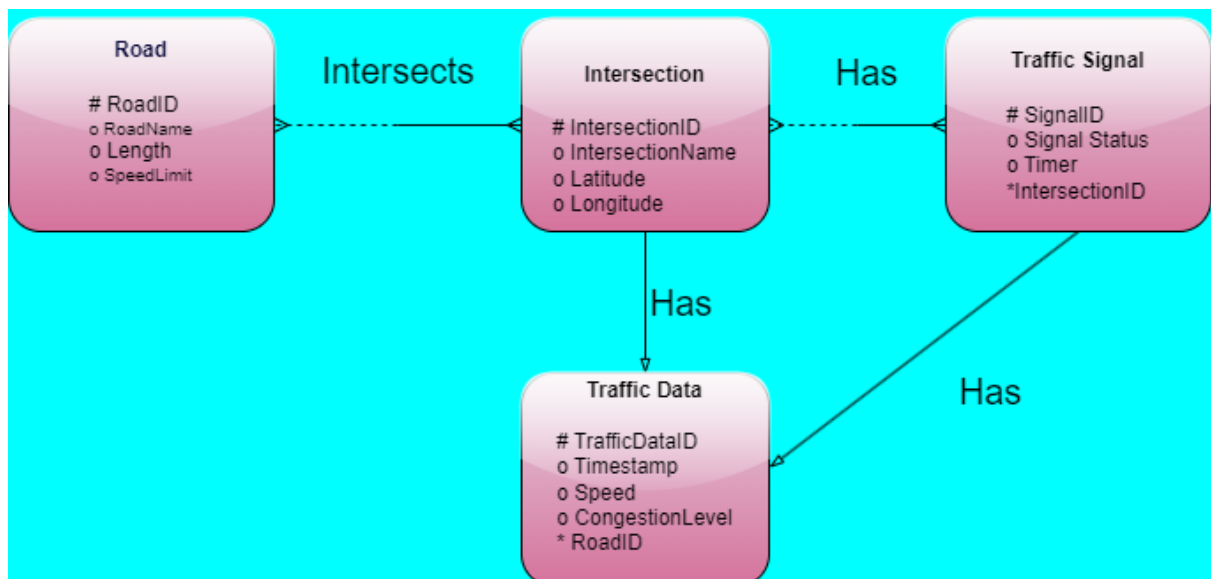 Road
# RoadID
o RoadName
o Length
o SpeedLimit
Intersects
Intersection
# IntersectionID
o IntersectionName
o Latitude
o Longitude
Has
Traffic Signal
# SignalID
o Signal Status
o Timer
*IntersectionID
Has
Traffic Data
# TrafficDataID
o Timestamp
o Speed
o CongestionLevel
* RoadID
Has